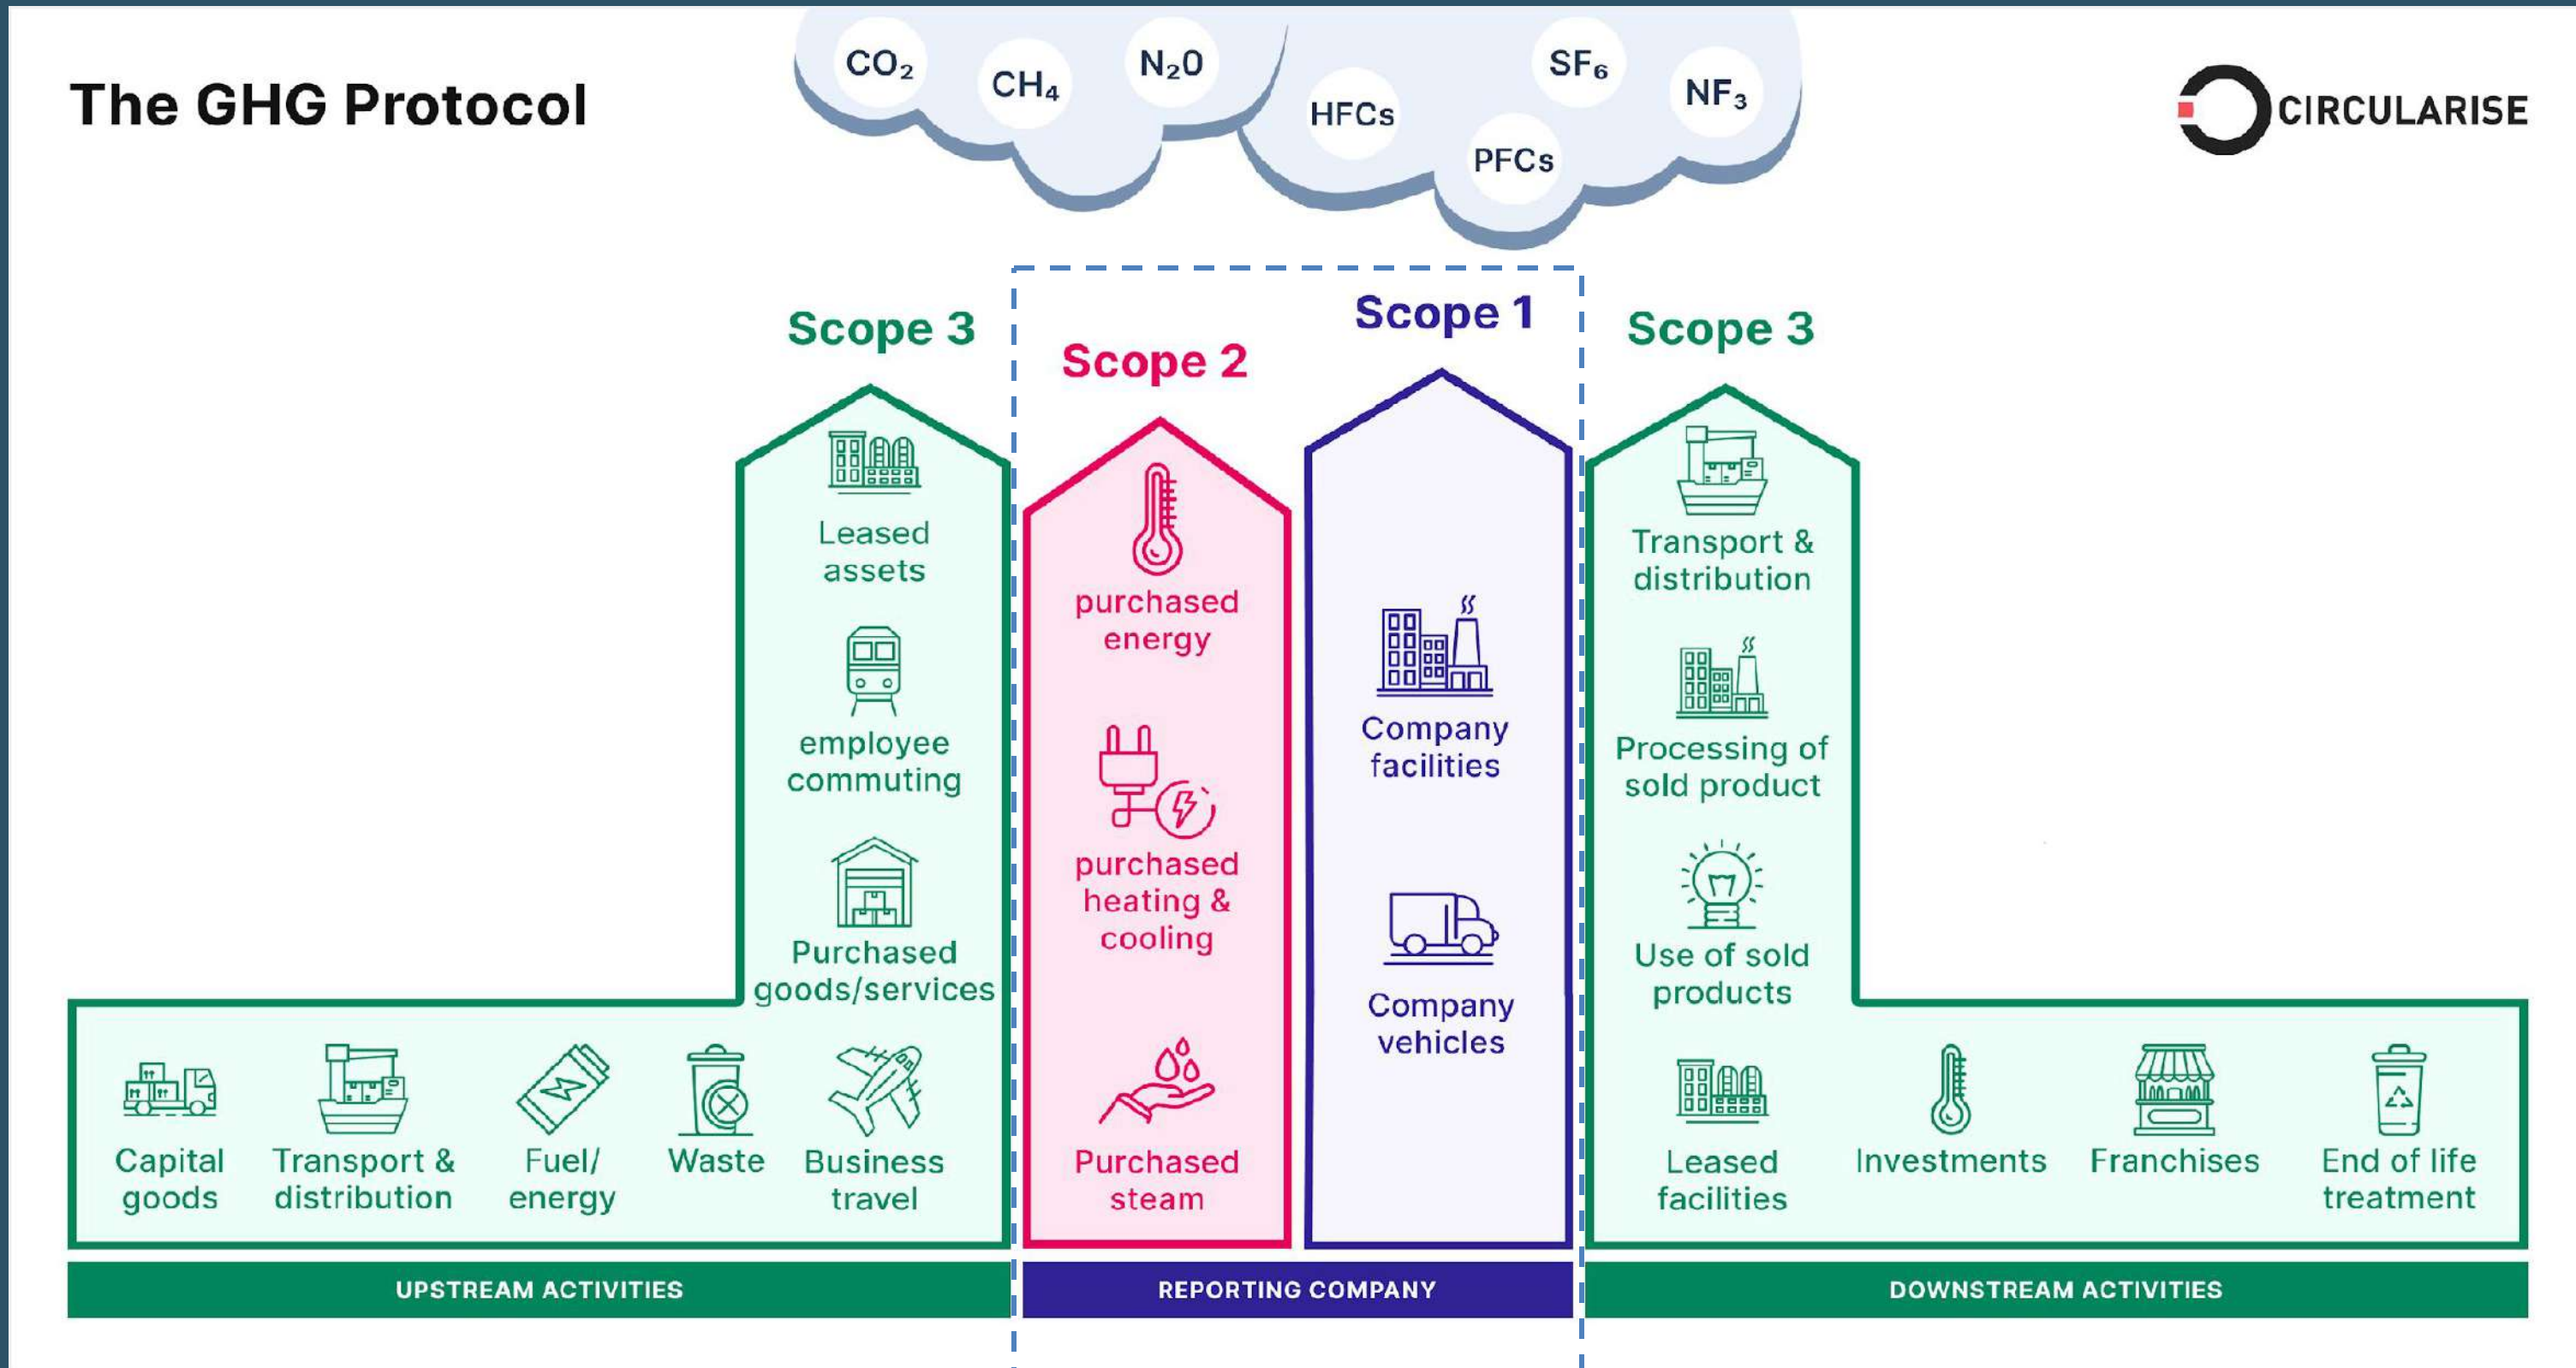 The GHG Protocol
CO₂
CH₄
N₂0
HFCs
SF₆
PFCs
NF₃
CIRCULARISE
Scope 3
Leased
assets
employee
commuting
Purchased
goods/services
Capital
goods
Transport &
distribution
Fuel/
energy
Waste
Business
travel
Scope 2
purchased
energy
purchased
heating &
cooling
Purchased
steam
Scope 1
Company
facilities
Company
vehicles
Scope 3
Transport &
distribution
Processing of
sold product
Use of sold
products
Leased
facilities
Investments
Franchises
End of life
treatment
UPSTREAM ACTIVITIES
REPORTING COMPANY
DOWNSTREAM ACTIVITIES